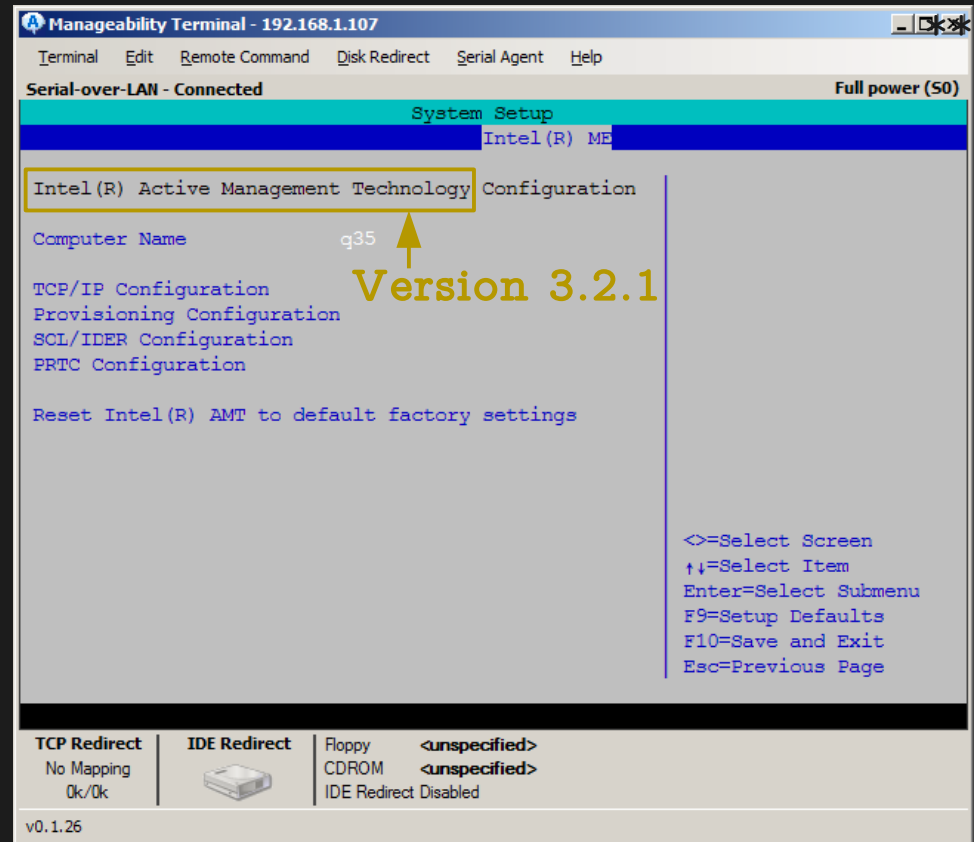 Manageability Terminal - 192.168.1.107
Terminal Edit Remote Command Disk Redirect Serial Agent Help
Serial-over-LAN - Connected Full power (S0)
System Setup
Intel(R) ME
Intel(R) Active Management Technology Configuration
Computer Name q35
Version 3.2.1
TCP/IP Configuration
Provisioning Configuration
SOL/IDER Configuration
PRTC Configuration
Reset Intel(R) AMT to default factory settings
<>=Select Screen
↑↓=Select Item
Enter=Select Submenu
F9=Setup Defaults
F10=Save and Exit
Esc=Previous Page
TCP Redirect IDE Redirect Floppy <unspecified>
No Mapping CDROM <unspecified>
0k/0k IDE Redirect Disabled
v0.1.26